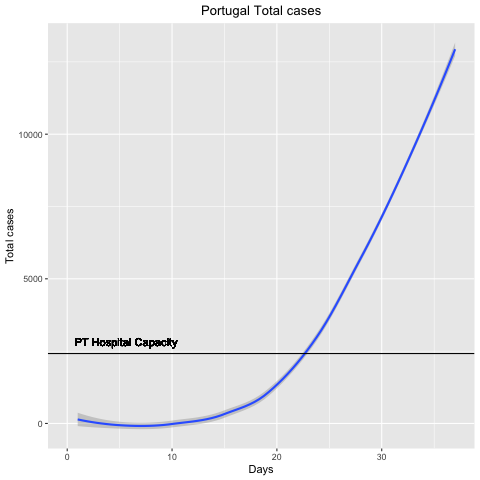 Portugal Total cases
Total cases
10000
5000
0
PT Hospital Capacity
0
10
20
30
Days